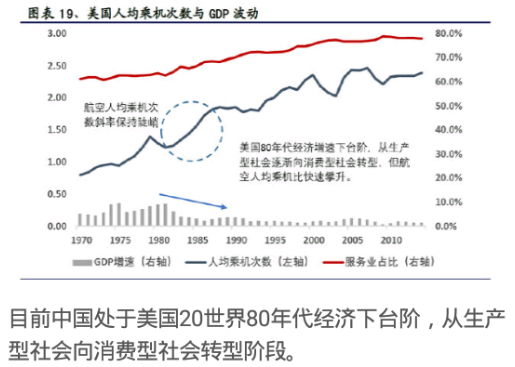 图表 19、美国人均乘机次数与 GDP 波动
3.00
2.50
2.00
1.50
1.00
0.50
0.00
80.0%
70.0%
60.0%
50.0%
40.0%
30.0%
20.0%
10.0%
0.0%
航空人均乘机次
数斜率保持陡峭
美国80年代经济增速下台阶，从生产
型社会逐渐向消费型社会转型，但航
空人均乘机比快速攀升。
1970 1975 1980 1985 1990 1995 2000 2005 2010
GDP增速（右轴） 人均乘机次数（左轴） 服务业占比（右轴）
目前中国处于美国20世界80年代经济下台阶，从生产
型社会向消费型社会转型阶段。